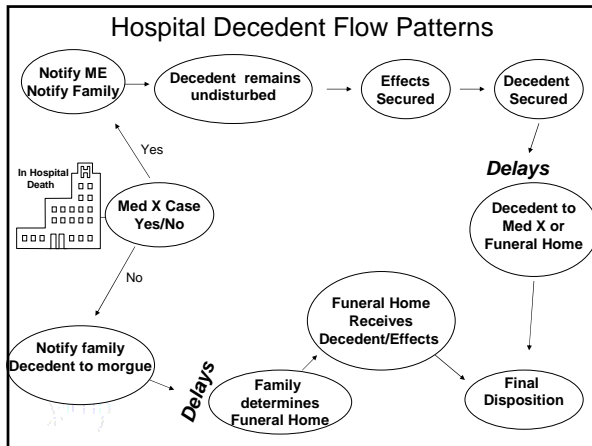 Hospital Decedent Flow Patterns
Notify ME
Notify Family
Decedent remains
undisturbed
Effects
Secured
Decedent
Secured
Yes
In Hospital
Death
H
Med X Case
Yes/No
Delays
Decedent to
Med X or
Funeral Home
No
Notify family
Decedent to morgue
Delays
Family
determines
Funeral Home
Funeral Home
Receives
Decedent/Effects
Final
Disposition